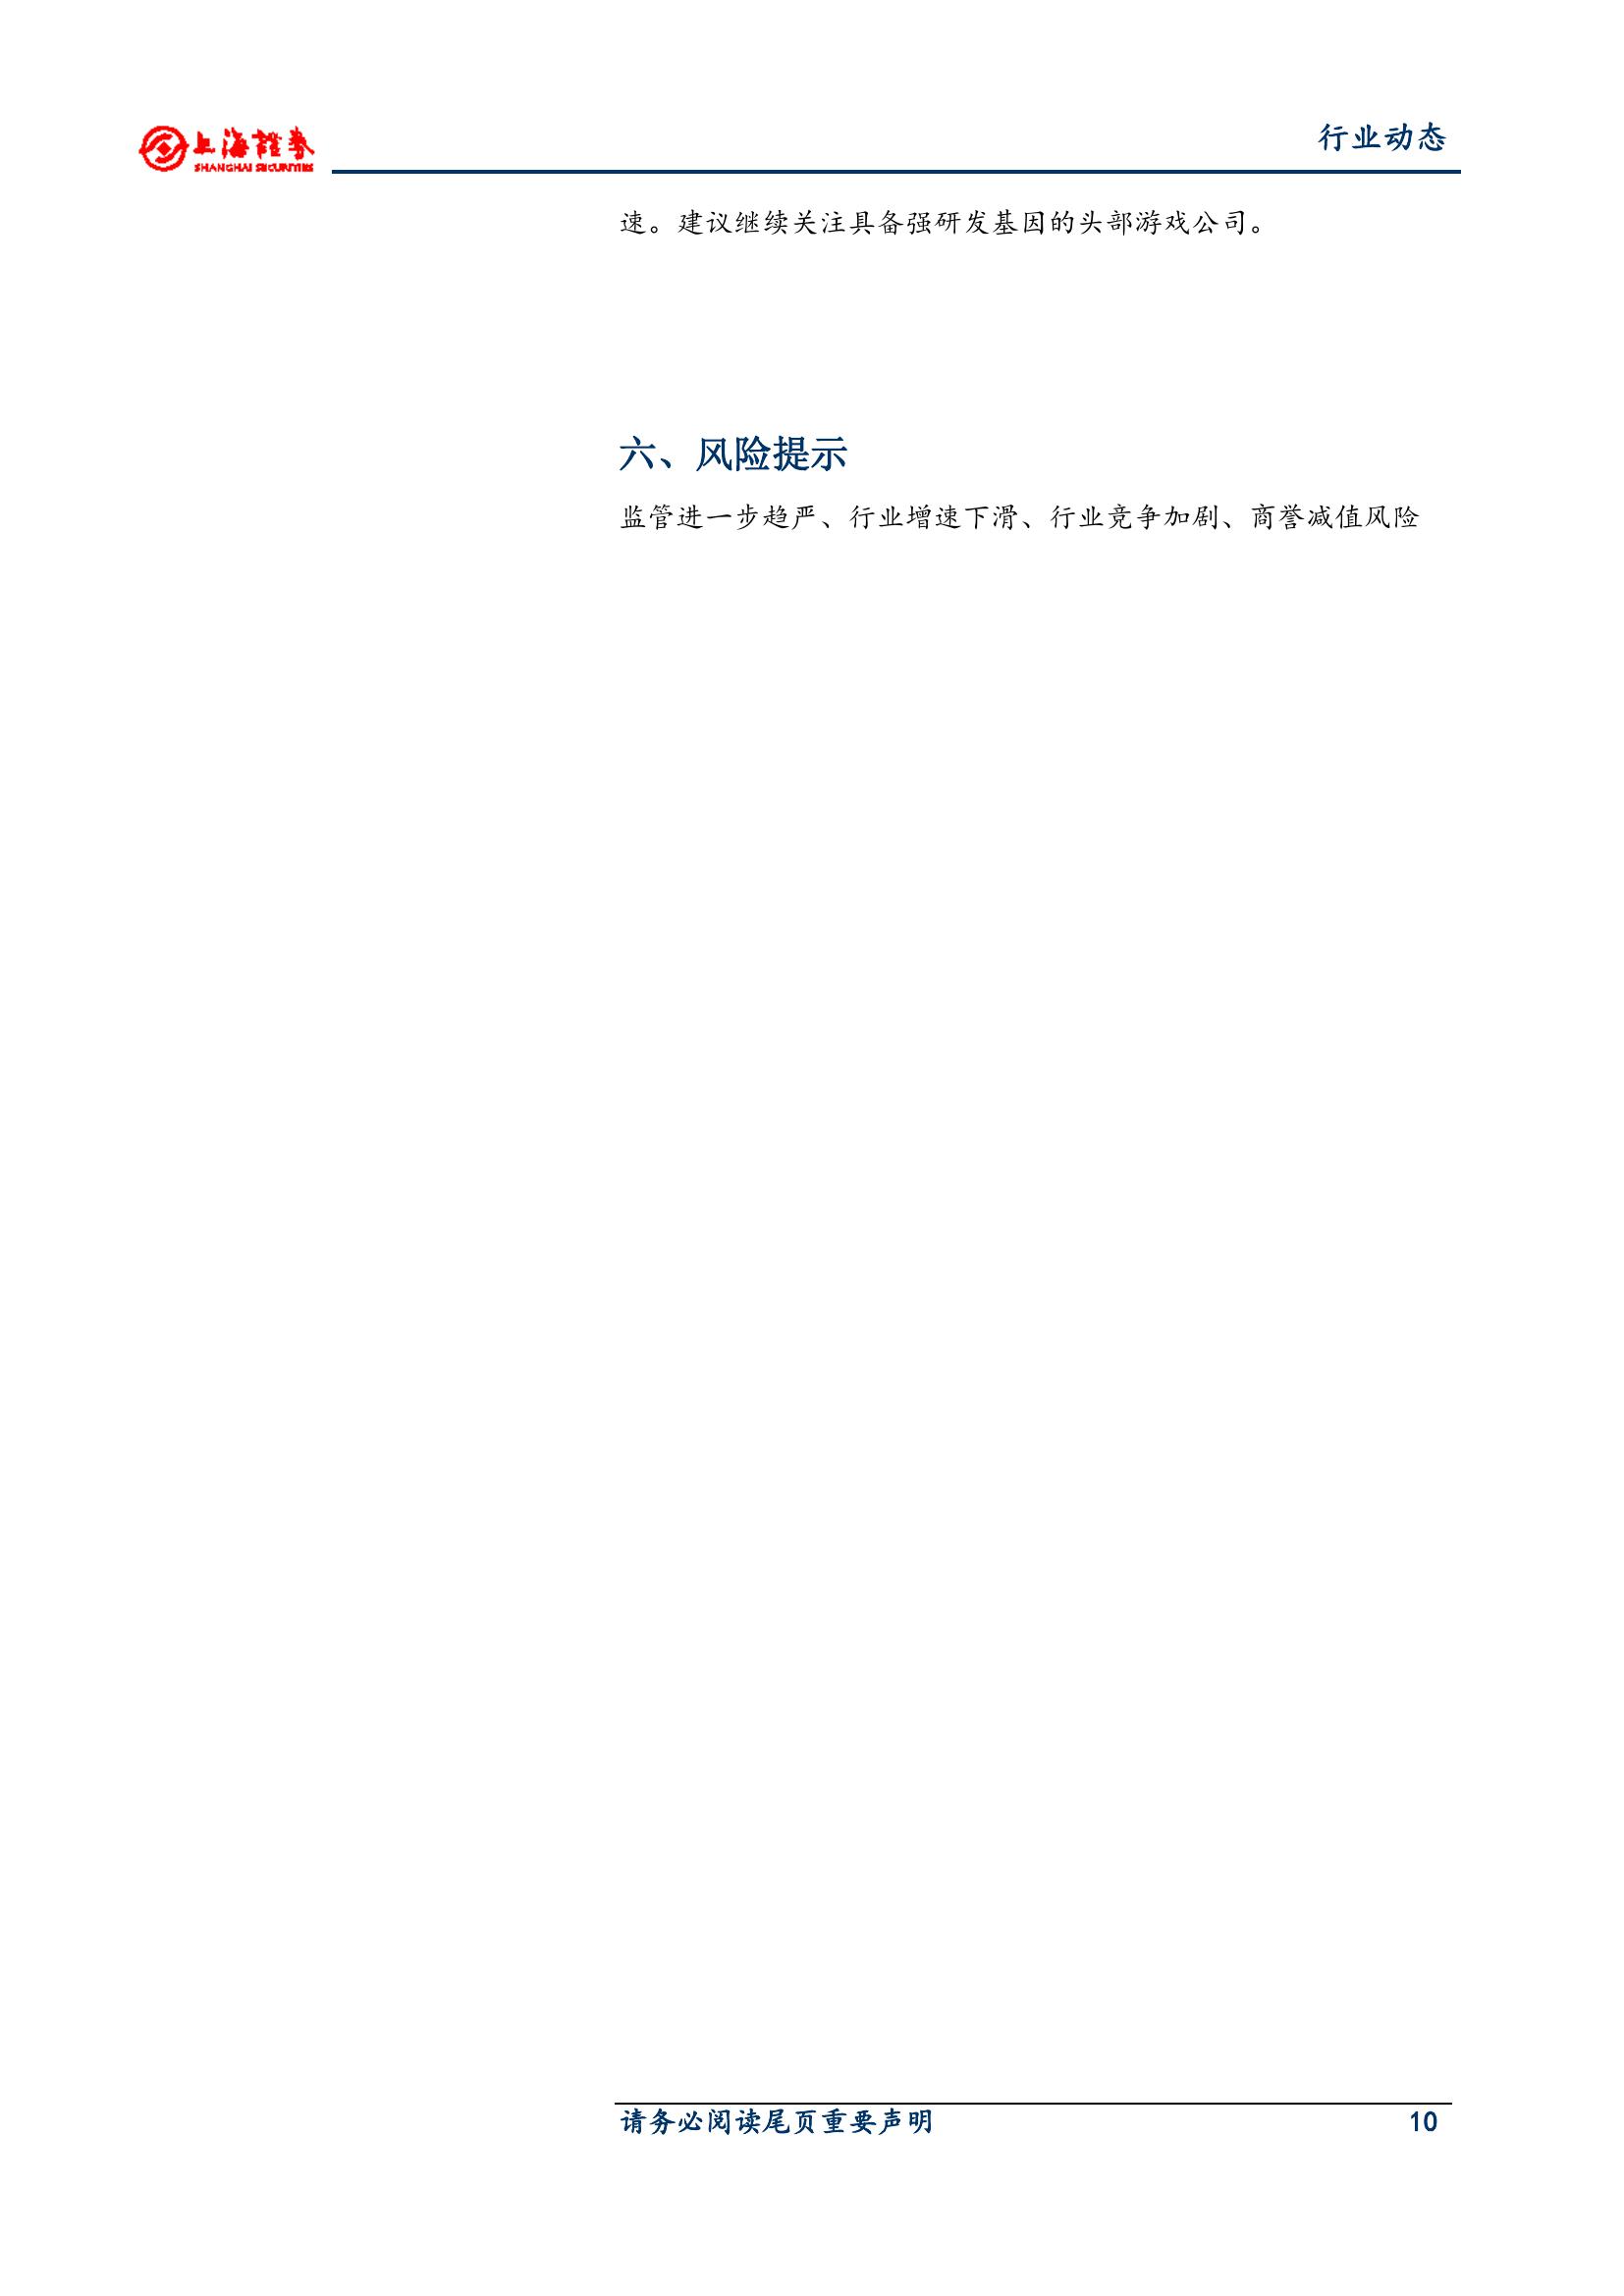 上海證券
SHANGHAI SECURITIES
行业动态
速。建议继续关注具备强研发基因的头部游戏公司。
六、风险提示
监管进一步趋严、行业增速下滑、行业竞争加剧、商誉减值风险
请务必阅读尾页重要声明
10